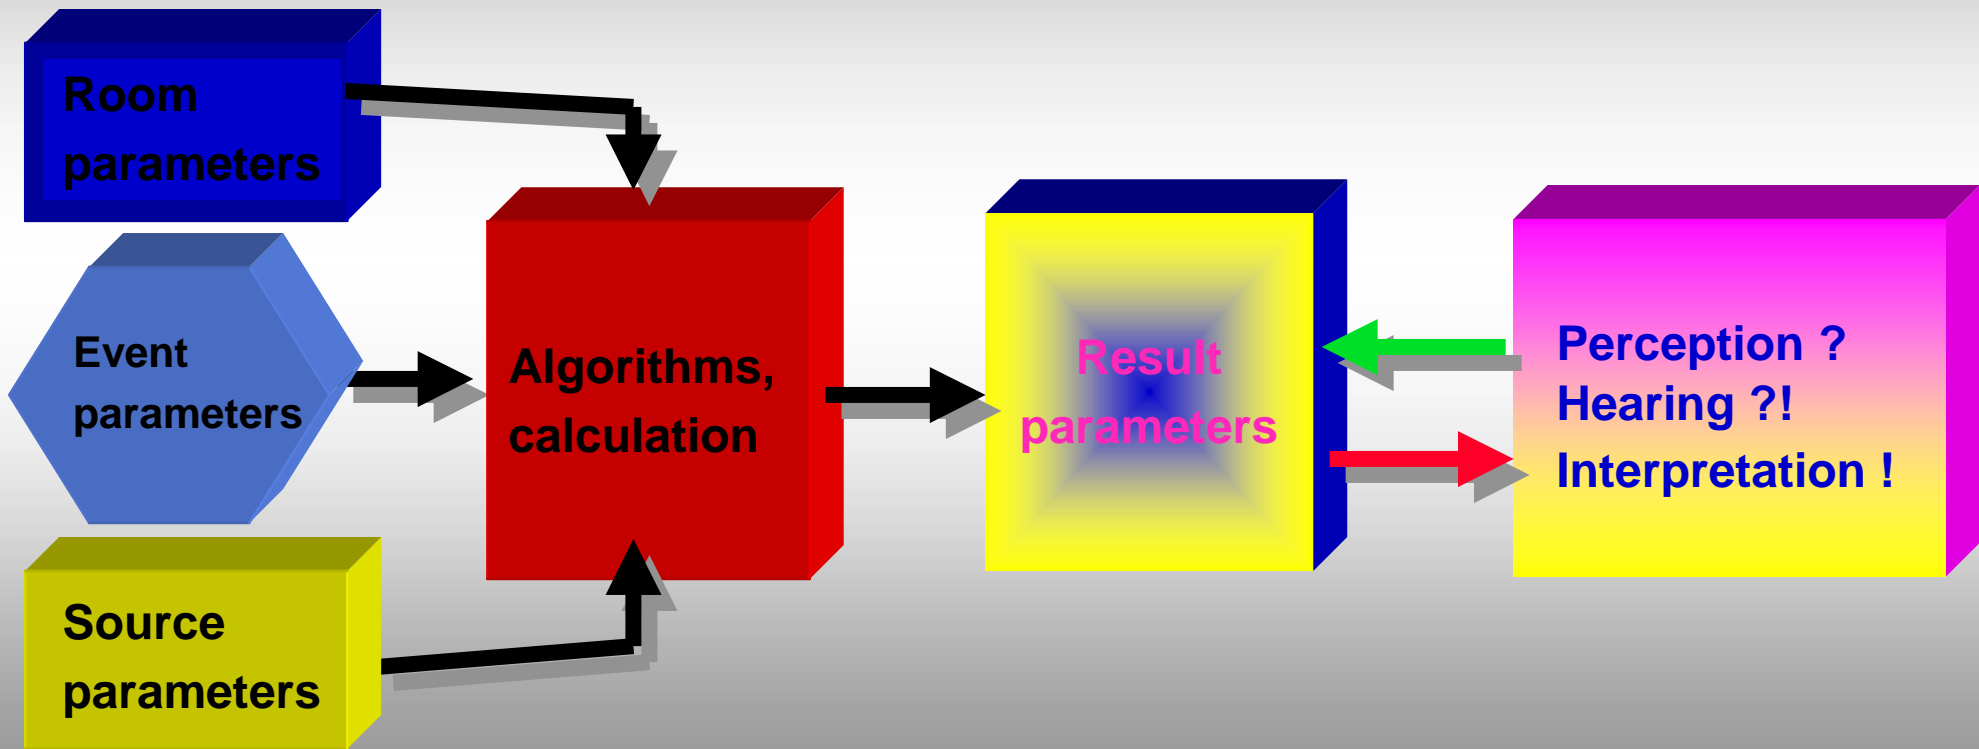 Room
parameters
Event
parameters
Source
parameters
Algorithms,
calculation
Result
parameters
Perception ?
Hearing ?!
Interpretation !